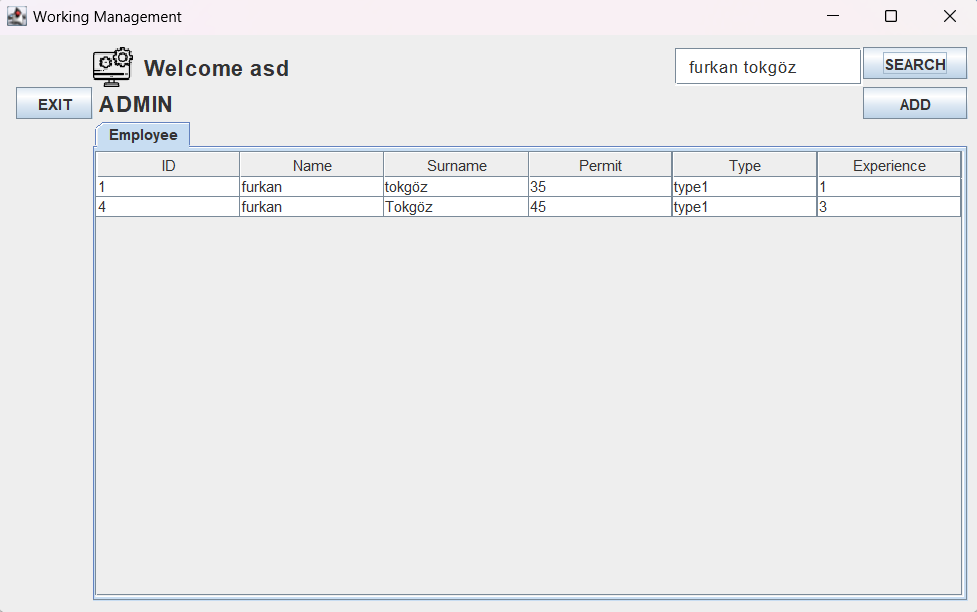 Working Management
Welcome asd
furkan tokgöz
SEARCH
EXIT
ADMIN
ADD
Employee
ID Name Surname Permit Type Experience
1 furkan tokgöz 35 type1 1
4 furkan Tokgöz 45 type1 3